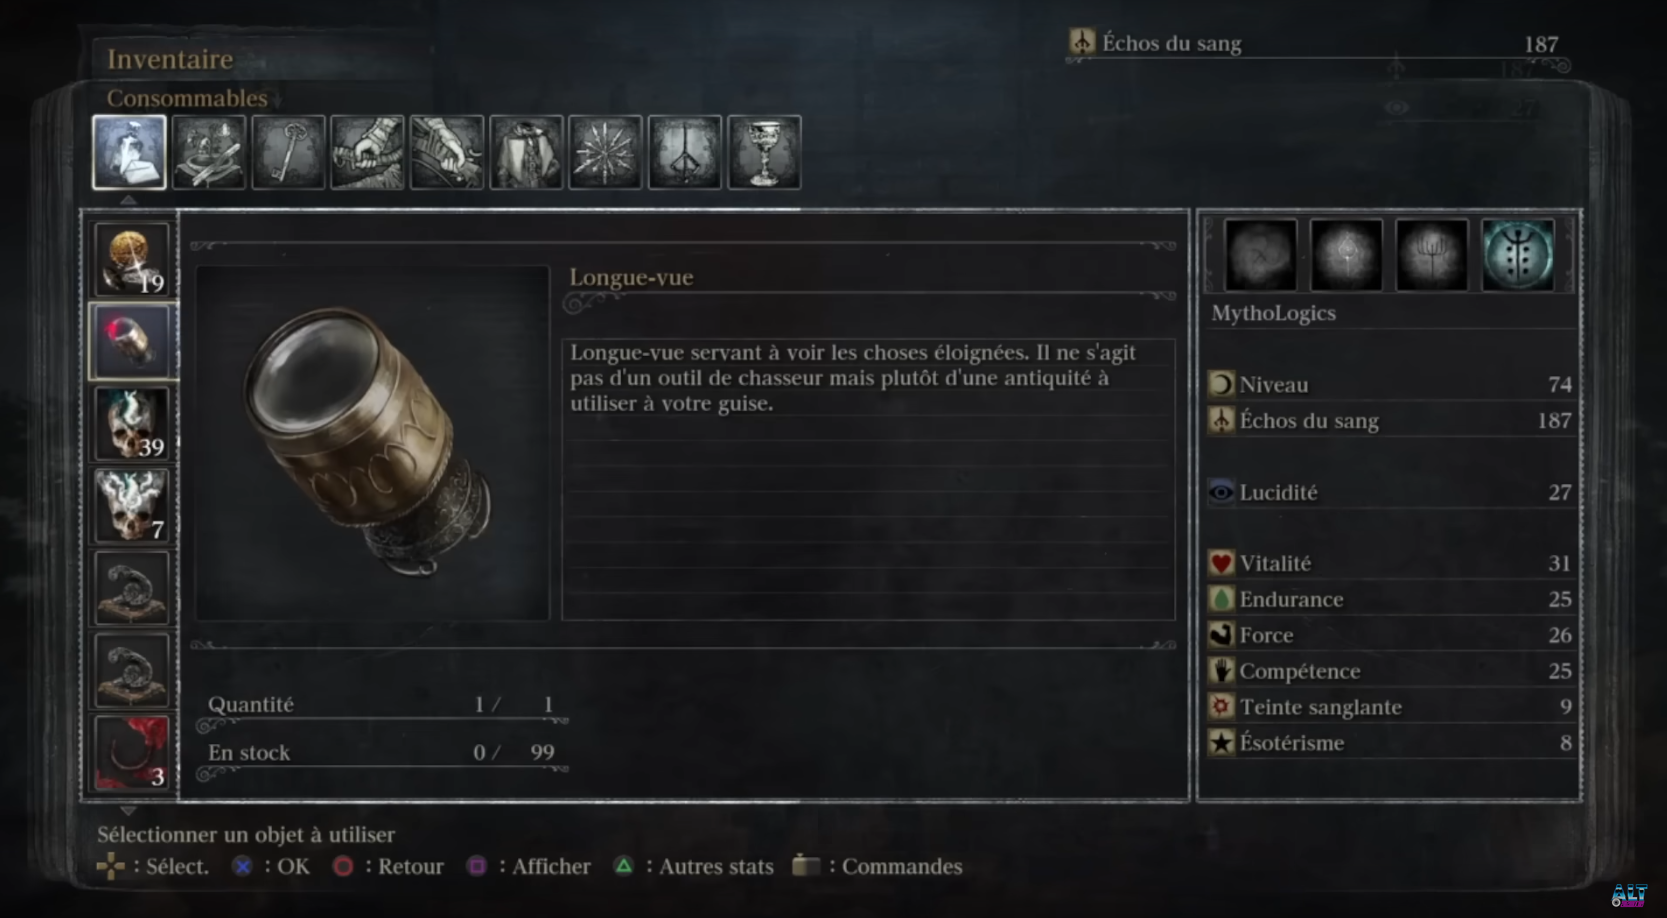 Inventaire
Échos du sang 187
Consommables
19
39
7
3
Longue-vue
Longue-vue servant à voir les choses éloignées. Il ne s'agit
pas d'un outil de chasseur mais plutôt d'une antiquité à
utiliser à votre guise.
Quantité 1 / 1
En stock 0 / 99
MythoLogics
Niveau 74
Échos du sang 187
Lucidité 27
Vitalité 31
Endurance 25
Force 26
Compétence 25
Teinte sanglante 9
Ésotérisme 8
Sélectionner un objet à utiliser
: Sélect. : OK : Retour : Afficher : Autres stats : Commandes
ALT